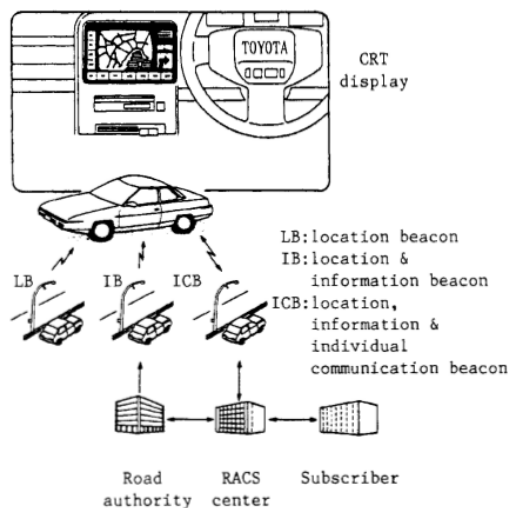 TOYOTA
CRT
display
LB:location beacon
IB:location &
information beacon
ICB:location,
information &
individual
communication beacon
LB IB ICB
Road
authority
RACS
center
Subscriber